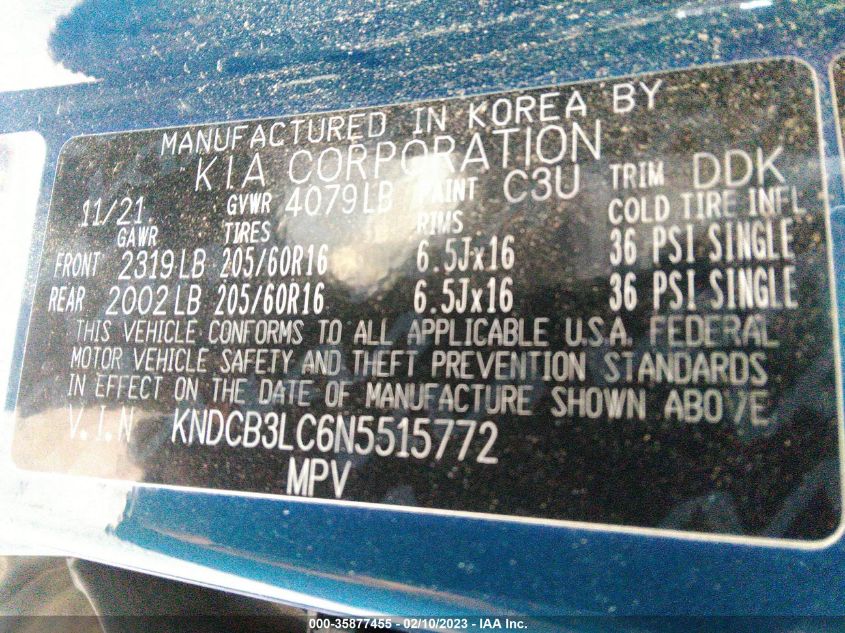 MANUFACTURED IN KOREA BY
KIA CORPORATION
11/21. GVWR 4079LB PAINT C3U TRIM DDK
GAWR TIRES RIMS COLD TIRE INFL
FRONT 2319LB 205/60R16 6.5Jx16 36 PSI SINGLE
REAR 2002LB 205/60R16 6.5Jx16 36 PSI SINGLE
THIS VEHICLE CONFORMS TO ALL APPLICABLE U.S.A. FEDERAL
MOTOR VEHICLE SAFETY AND THEFT PREVENTION STANDARDS
IN EFFECT ON THE DATE OF MANUFACTURE SHOWN ABOVE
V.I.N KNDCB3LC6N5515772
MPV
000-35877455 - 02/10/2023 - IAA Inc.